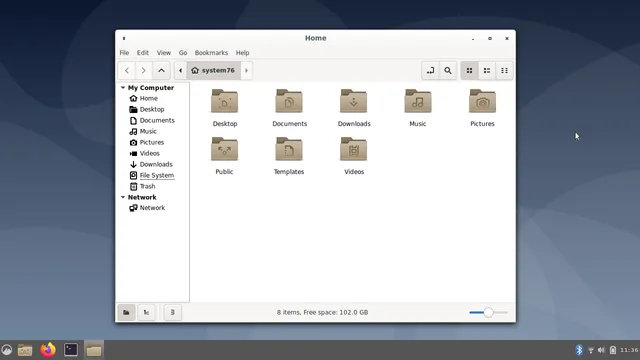 Home
File Edit View Go Bookmarks Help
system76
My Computer
Home
Desktop
Documents
Music
Pictures
Videos
Downloads
File System
Trash
Network
Network
Desktop Documents Downloads Music Pictures
Public Templates Videos
8 items, Free space: 102.0 GB
11:36